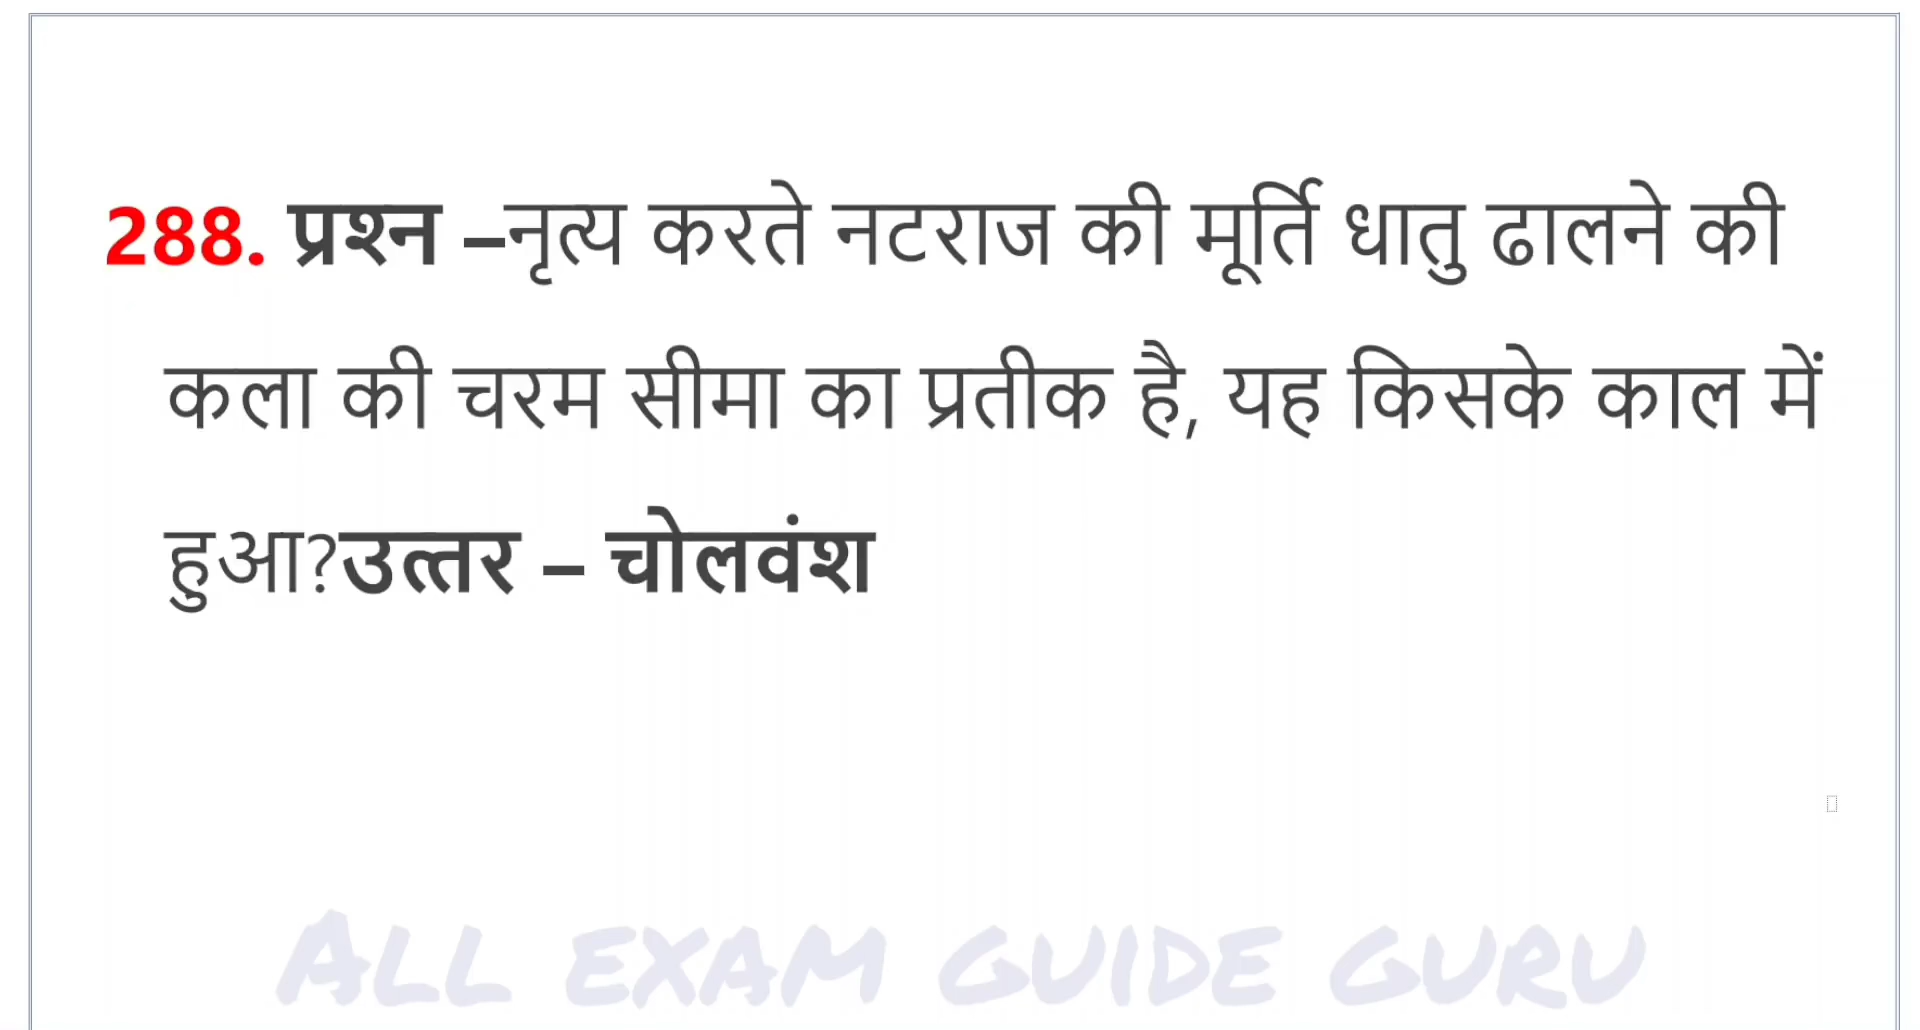 288. प्रश्न –नृत्य करते नटराज की मूर्ति धातु ढालने की
कला की चरम सीमा का प्रतीक है, यह किसके काल में
हुआ?उत्तर – चोलवंश
ALL EXAM GUIDE GURU